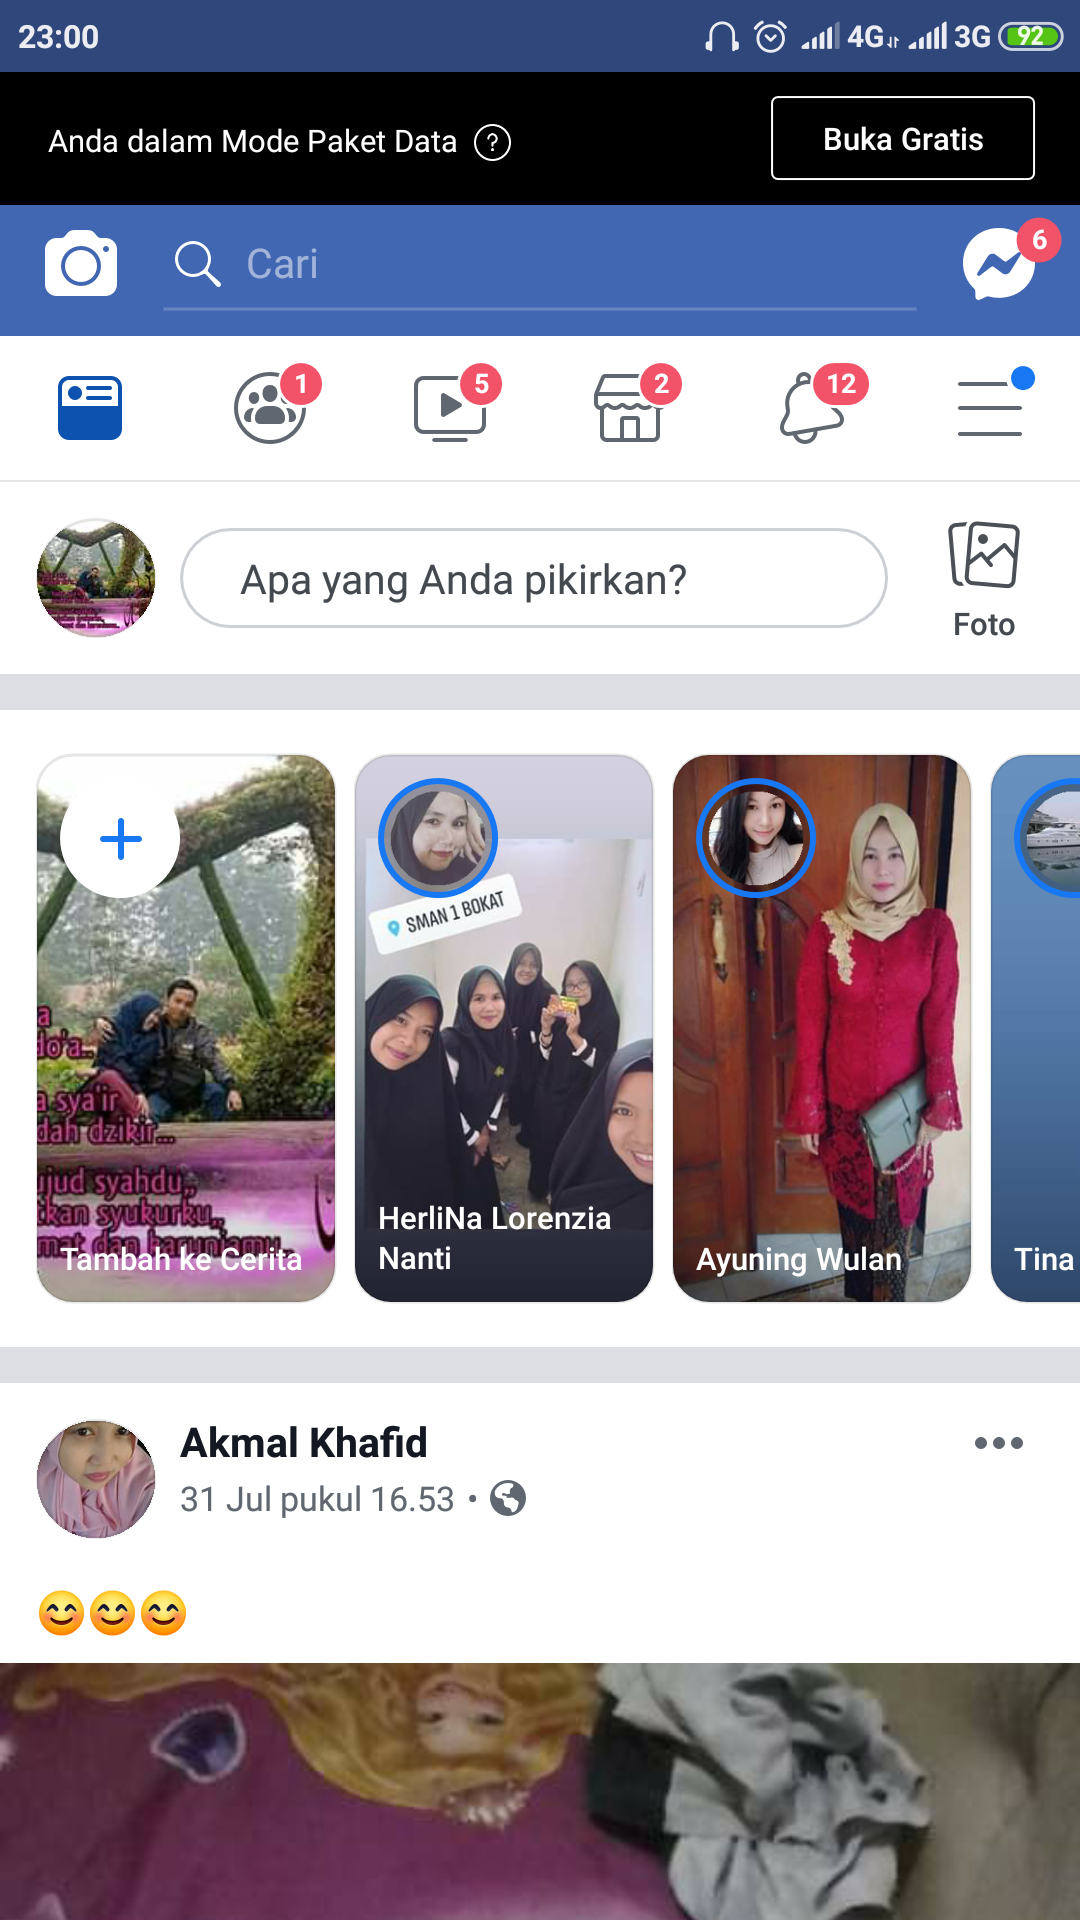 23:00
4G 3G 92
Anda dalam Mode Paket Data ?
Buka Gratis
Cari
6
1
5
2
12
Apa yang Anda pikirkan?
Foto
SMAN 1 BOKAT
a
do'a..
a sya'ir
dah dzikir...
ujud syahdu,,
tkan syukurku,,
mat dan karuniamu
Tambah ke Cerita
HerliNa Lorenzia
Nanti
Ayuning Wulan
Tina
Akmal Khafid
31 Jul pukul 16.53 •
😊😊😊